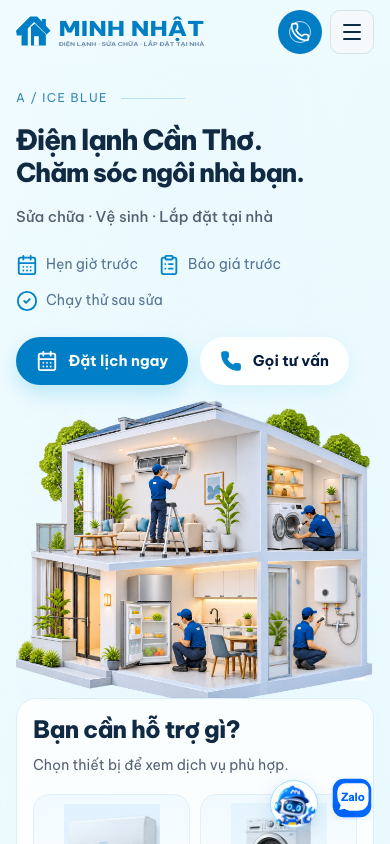 MINH NHẬT
ĐIỆN LẠNH - SỬA CHỮA - LẮP ĐẶT TẠI NHÀ
A / ICE BLUE
Điện lạnh Cần Thơ.
Chăm sóc ngôi nhà bạn.
Sửa chữa · Vệ sinh · Lắp đặt tại nhà
Hẹn giờ trước
Báo giá trước
Chạy thử sau sửa
Đặt lịch ngay
Gọi tư vấn
Bạn cần hỗ trợ gì?
Chọn thiết bị để xem dịch vụ phù hợp.
Zalo